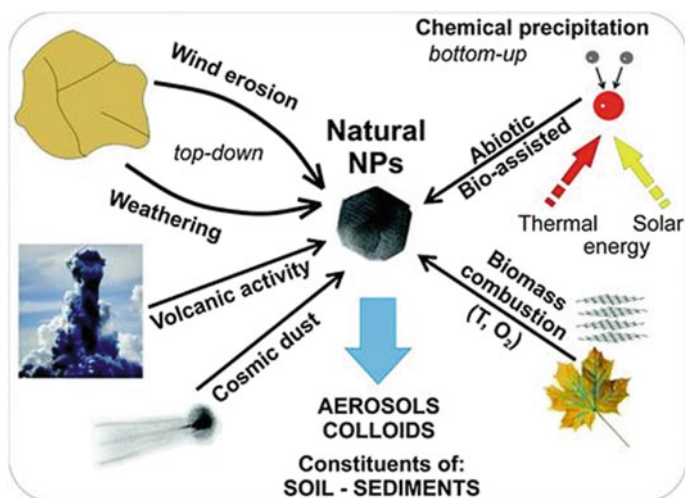 Chemical precipitation
bottom-up
Wind erosion
top-down
Weathering
Natural
NPs
Abiotic
Bio-assisted
Thermal Solar
energy
Volcanic activity
Cosmic dust
Biomass
combustion
(T, O₂)
AEROSOLS
COLLOIDS
Constituents of:
SOIL - SEDIMENTS